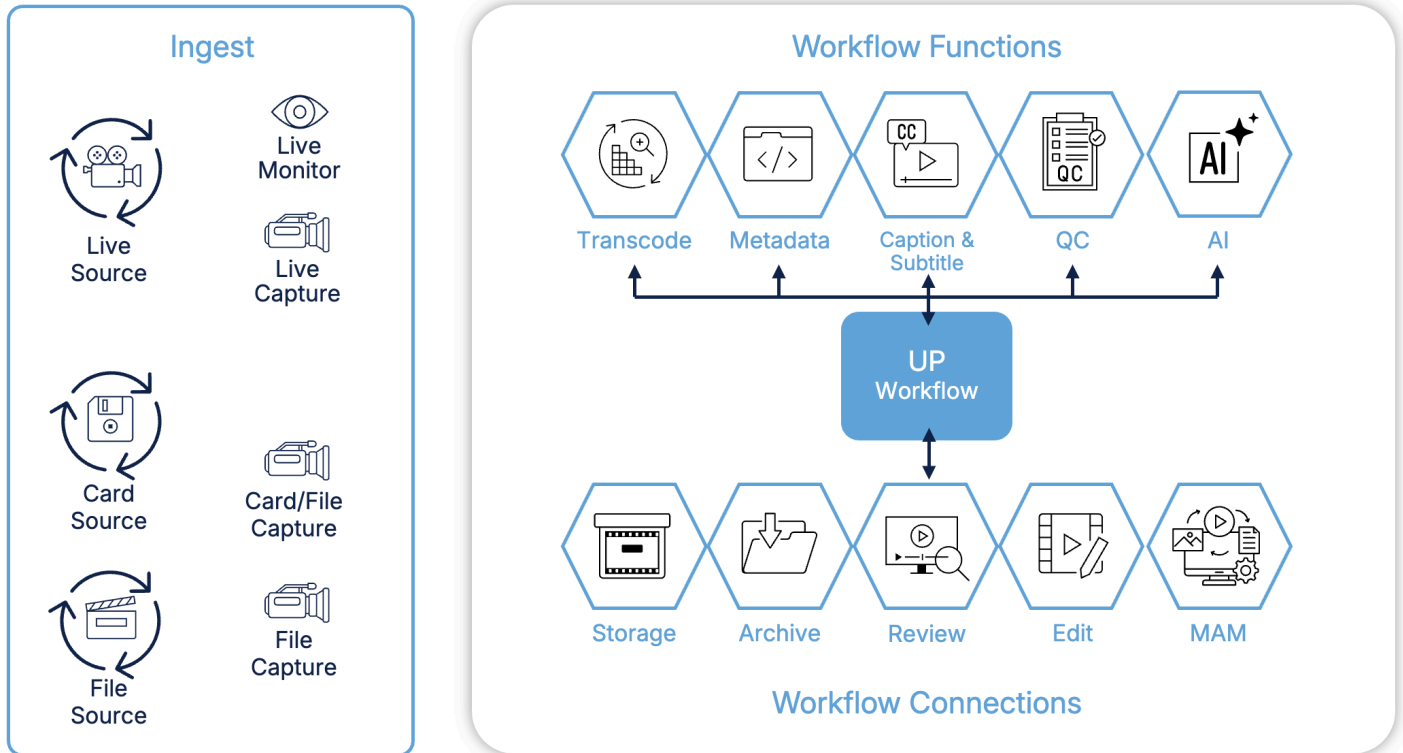 Ingest
Live
Source
Live
Monitor
Live
Capture
Card
Source
Card/File
Capture
File
Source
File
Capture
Workflow Functions
CC
QC
AI
Transcode
Metadata
Caption &
Subtitle
QC
AI
UP
Workflow
Storage
Archive
Review
Edit
MAM
Workflow Connections